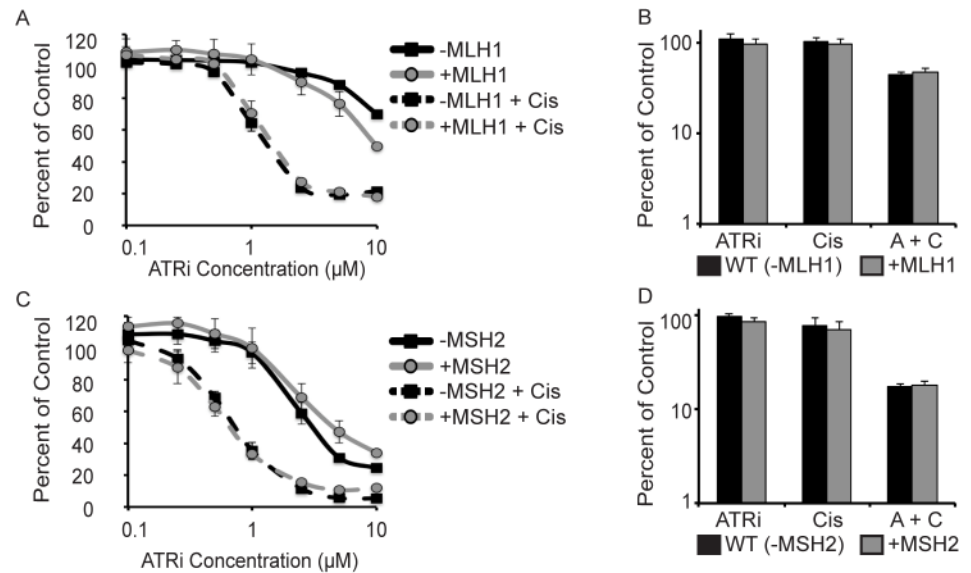 A
Percent of Control
120
100
80
60
40
20
0
0.1
1
10
ATRi Concentration (µM)
-MLH1
+MLH1
-MLH1 + Cis
+MLH1 + Cis
B
Percent of Control
100
10
1
ATRi
Cis
A + C
WT (-MLH1)
+MLH1
C
Percent of Control
120
100
80
60
40
20
0
0.1
1
10
ATRi Concentration (µM)
-MSH2
+MSH2
-MSH2 + Cis
+MSH2 + Cis
D
Percent of Control
100
10
1
ATRi
Cis
A + C
WT (-MSH2)
+MSH2